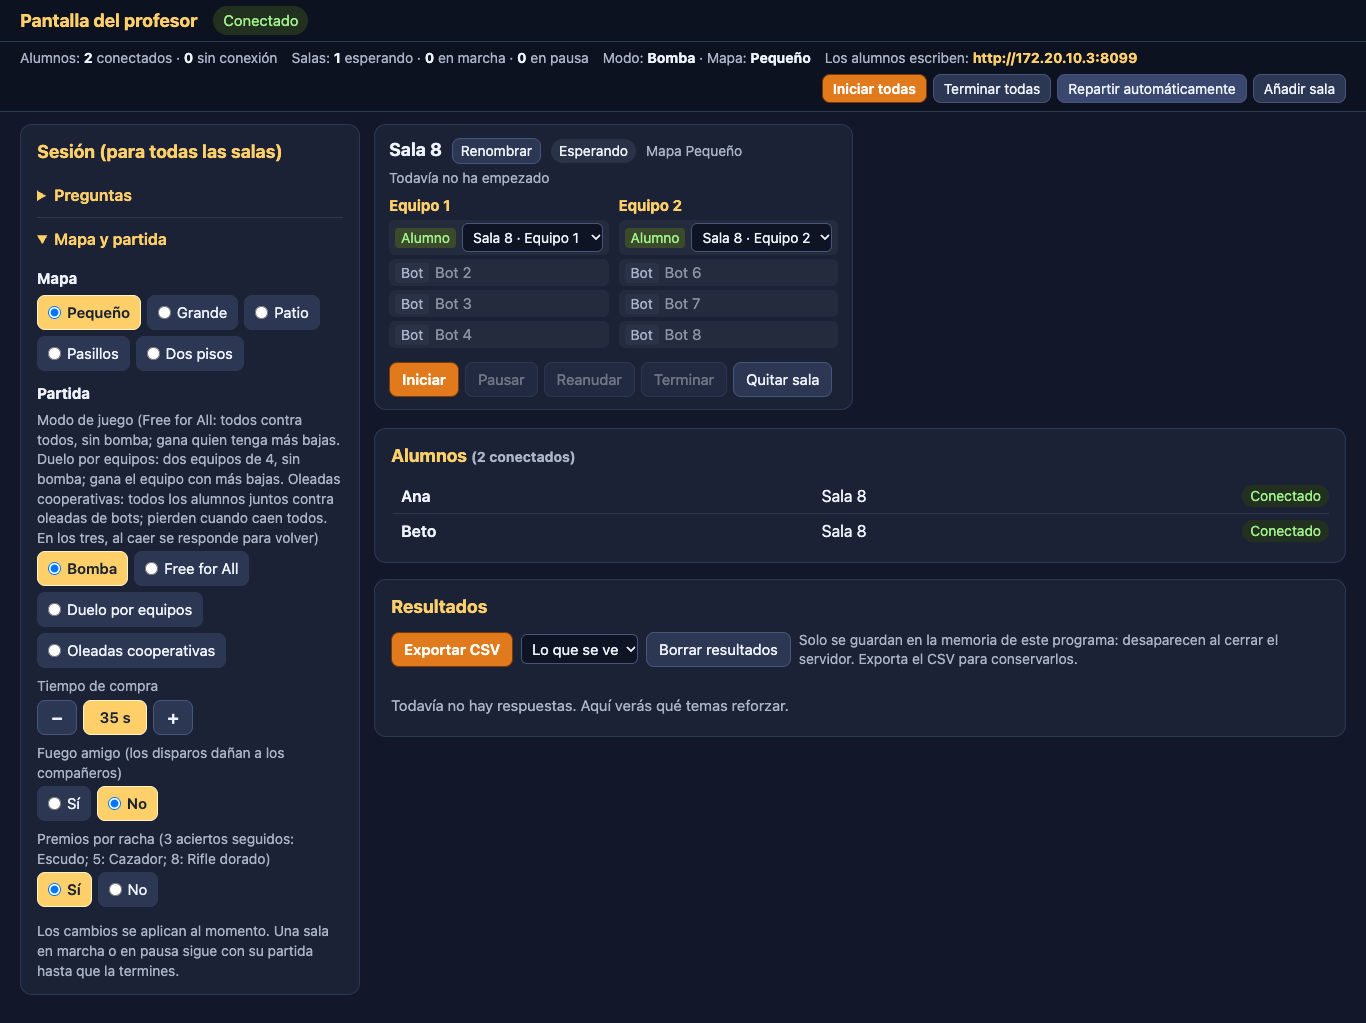 Pantalla del profesor
Conectado
Alumnos: 2 conectados · 0 sin conexión Salas: 1 esperando · 0 en marcha · 0 en pausa Modo: Bomba · Mapa: Pequeño Los alumnos escriben: http://172.20.10.3:8099
Iniciar todas
Terminar todas
Repartir automáticamente
Añadir sala
Sesión (para todas las salas)
Preguntas
Mapa y partida
Mapa
Pequeño
Grande
Patio
Pasillos
Dos pisos
Partida
Modo de juego (Free for All: todos contra
todos, sin bomba; gana quien tenga más bajas.
Duelo por equipos: dos equipos de 4, sin
bomba; gana el equipo con más bajas. Oleadas
cooperativas: todos los alumnos juntos contra
oleadas de bots; pierden cuando caen todos.
En los tres, al caer se responde para volver)
Bomba
Free for All
Duelo por equipos
Oleadas cooperativas
Tiempo de compra
− 35 s +
Fuego amigo (los disparos dañan a los
compañeros)
Sí
No
Premios por racha (3 aciertos seguidos:
Escudo; 5: Cazador; 8: Rifle dorado)
Sí
No
Los cambios se aplican al momento. Una sala
en marcha o en pausa sigue con su partida
hasta que la termines.
Sala 8
Renombrar
Esperando
Mapa Pequeño
Todavía no ha empezado
Equipo 1
Alumno Sala 8 · Equipo 1
Bot Bot 2
Bot Bot 3
Bot Bot 4
Equipo 2
Alumno Sala 8 · Equipo 2
Bot Bot 6
Bot Bot 7
Bot Bot 8
Iniciar
Pausar
Reanudar
Terminar
Quitar sala
Alumnos (2 conectados)
Ana Sala 8 Conectado
Beto Sala 8 Conectado
Resultados
Exportar CSV
Lo que se ve
Borrar resultados
Solo se guardan en la memoria de este programa: desaparecen al cerrar el
servidor. Exporta el CSV para conservarlos.
Todavía no hay respuestas. Aquí verás qué temas reforzar.